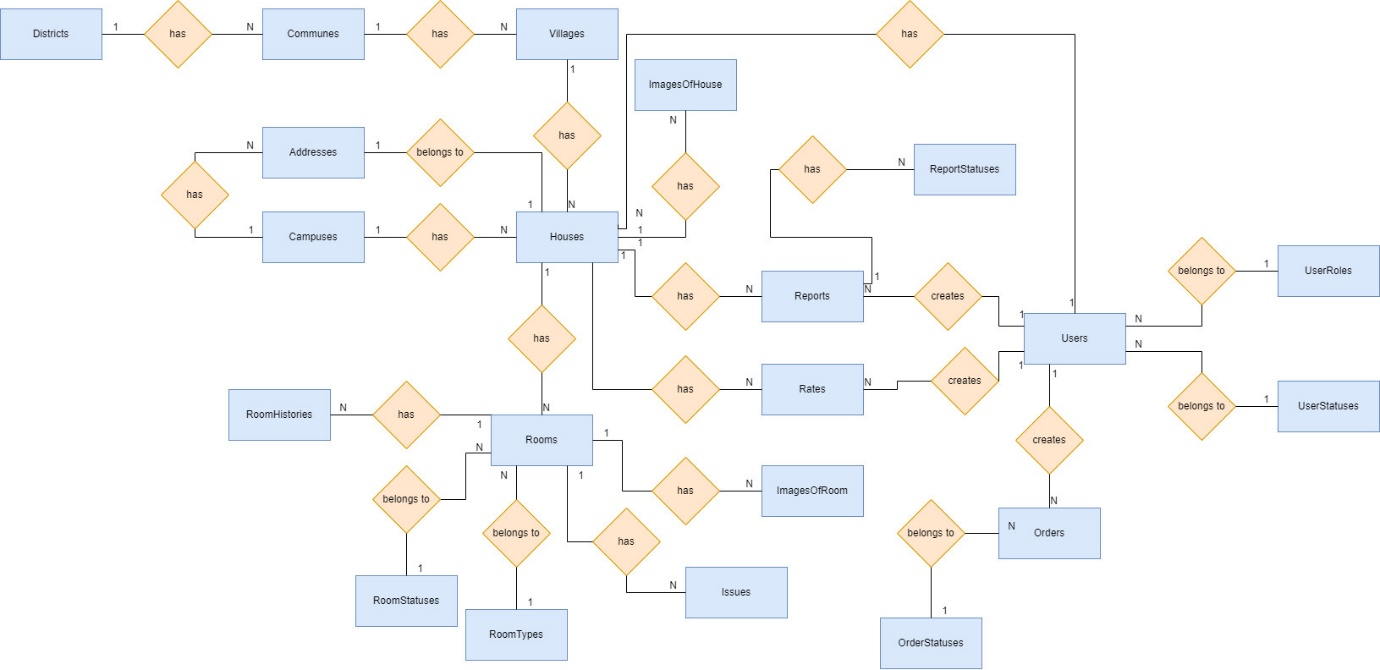 Districts 1 has N Communes 1 has N Villages
has
1
ImagesOfHouse
N
has
Addresses 1 belongs to
N
has
1
Campuses 1 has N
1 N
Houses
N
1
1
1
has
N
has ReportStatuses
N
1
has N Reports N creates 1
1
Users
1
N
N
belongs to 1 UserRoles
belongs to 1 UserStatuses
has N Rates N creates 1
1
creates
N
N Orders
belongs to
1
OrderStatuses
1
has
N
RoomHistories N has 1
Rooms
N
belongs to
1
RoomStatuses
N
belongs to
1
RoomTypes
1
has N ImagesOfRoom
1
has
N Issues